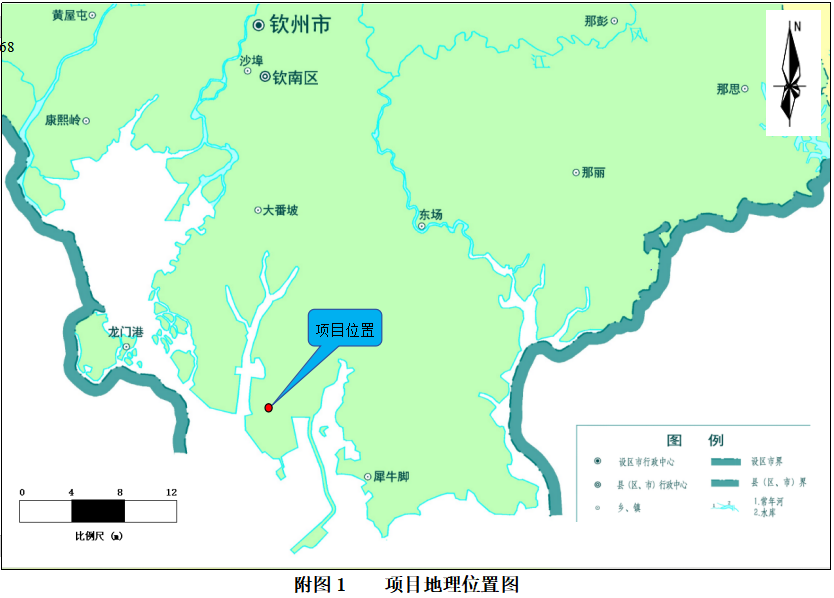 黄屋屯
钦州市
那彭
N
68
沙埠
钦南区
江
那思
康熙岭
那丽
大番坡
东场
龙门港
项目位置
图 例
设区市行政中心
设区市界
县（区、市）行政中心
县（区、市）界
乡、镇
1.常年河
2.水库
犀牛脚
0 4 8 12
比例尺（m）
附图 1 项目地理位置图